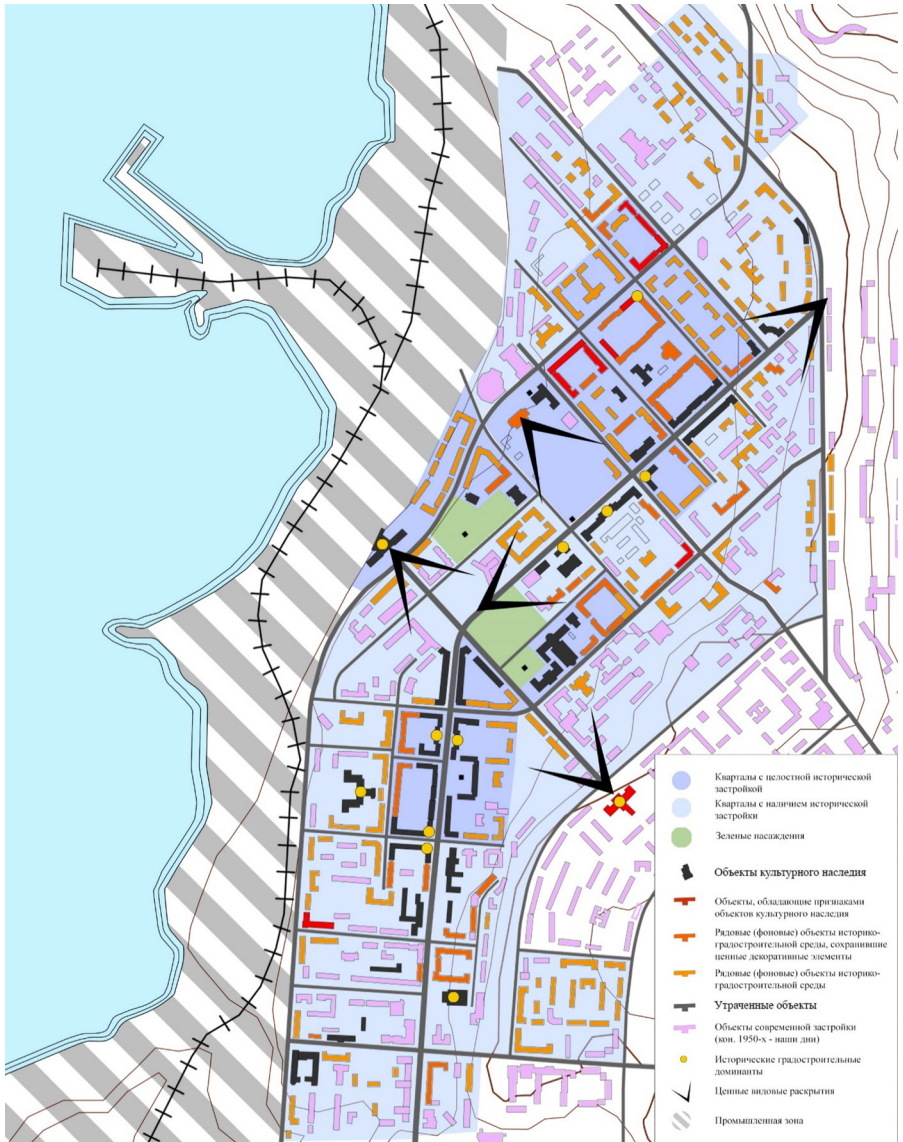 Кварталы с целостной исторической
застройкой
Кварталы с наличием исторической
застройки
Зеленые насаждения
Объекты культурного наследия
Объекты, обладающие признаками
объектов культурного наследия
Рядовые (фоновые) объекты историко-
градостроительной среды, сохранившие
ценные декоративные элементы
Рядовые (фоновые) объекты историко-
градостроительной среды
Утраченные объекты
Объекты современной застройки
(кон. 1950-х - наши дни)
Исторические градостроительные
доминанты
Ценные видовые раскрытия
Промышленная зона